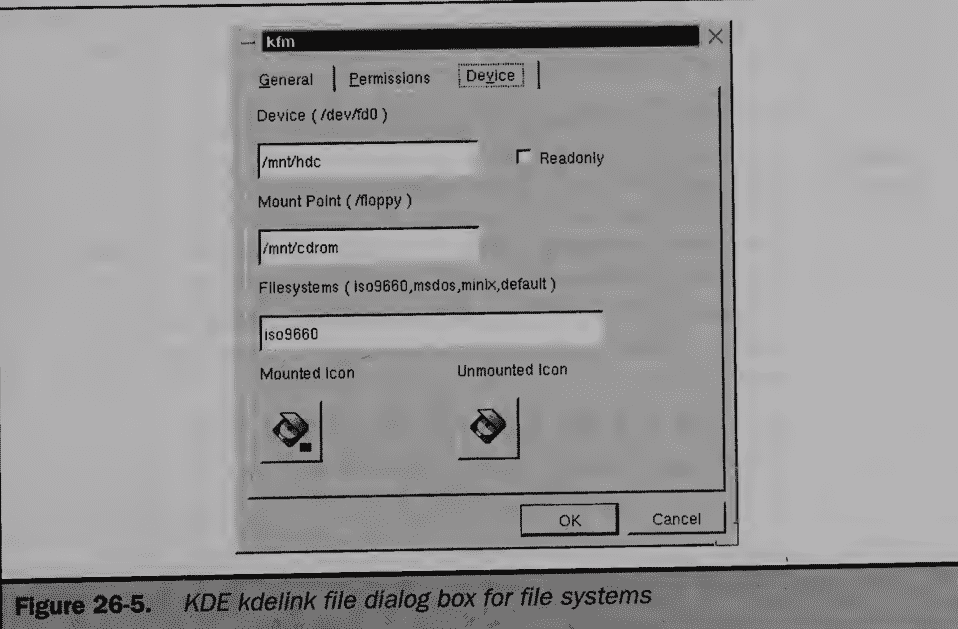 kfm
General Permissions Device
Device ( /dev/fd0 )
/mnt/hdc Readonly
Mount Point ( /floppy )
/mnt/cdrom
Filesystems ( iso9660,msdos,minix,default )
iso9660
Mounted Icon Unmounted Icon
OK Cancel
Figure 26-5. KDE kdelink file dialog box for file systems